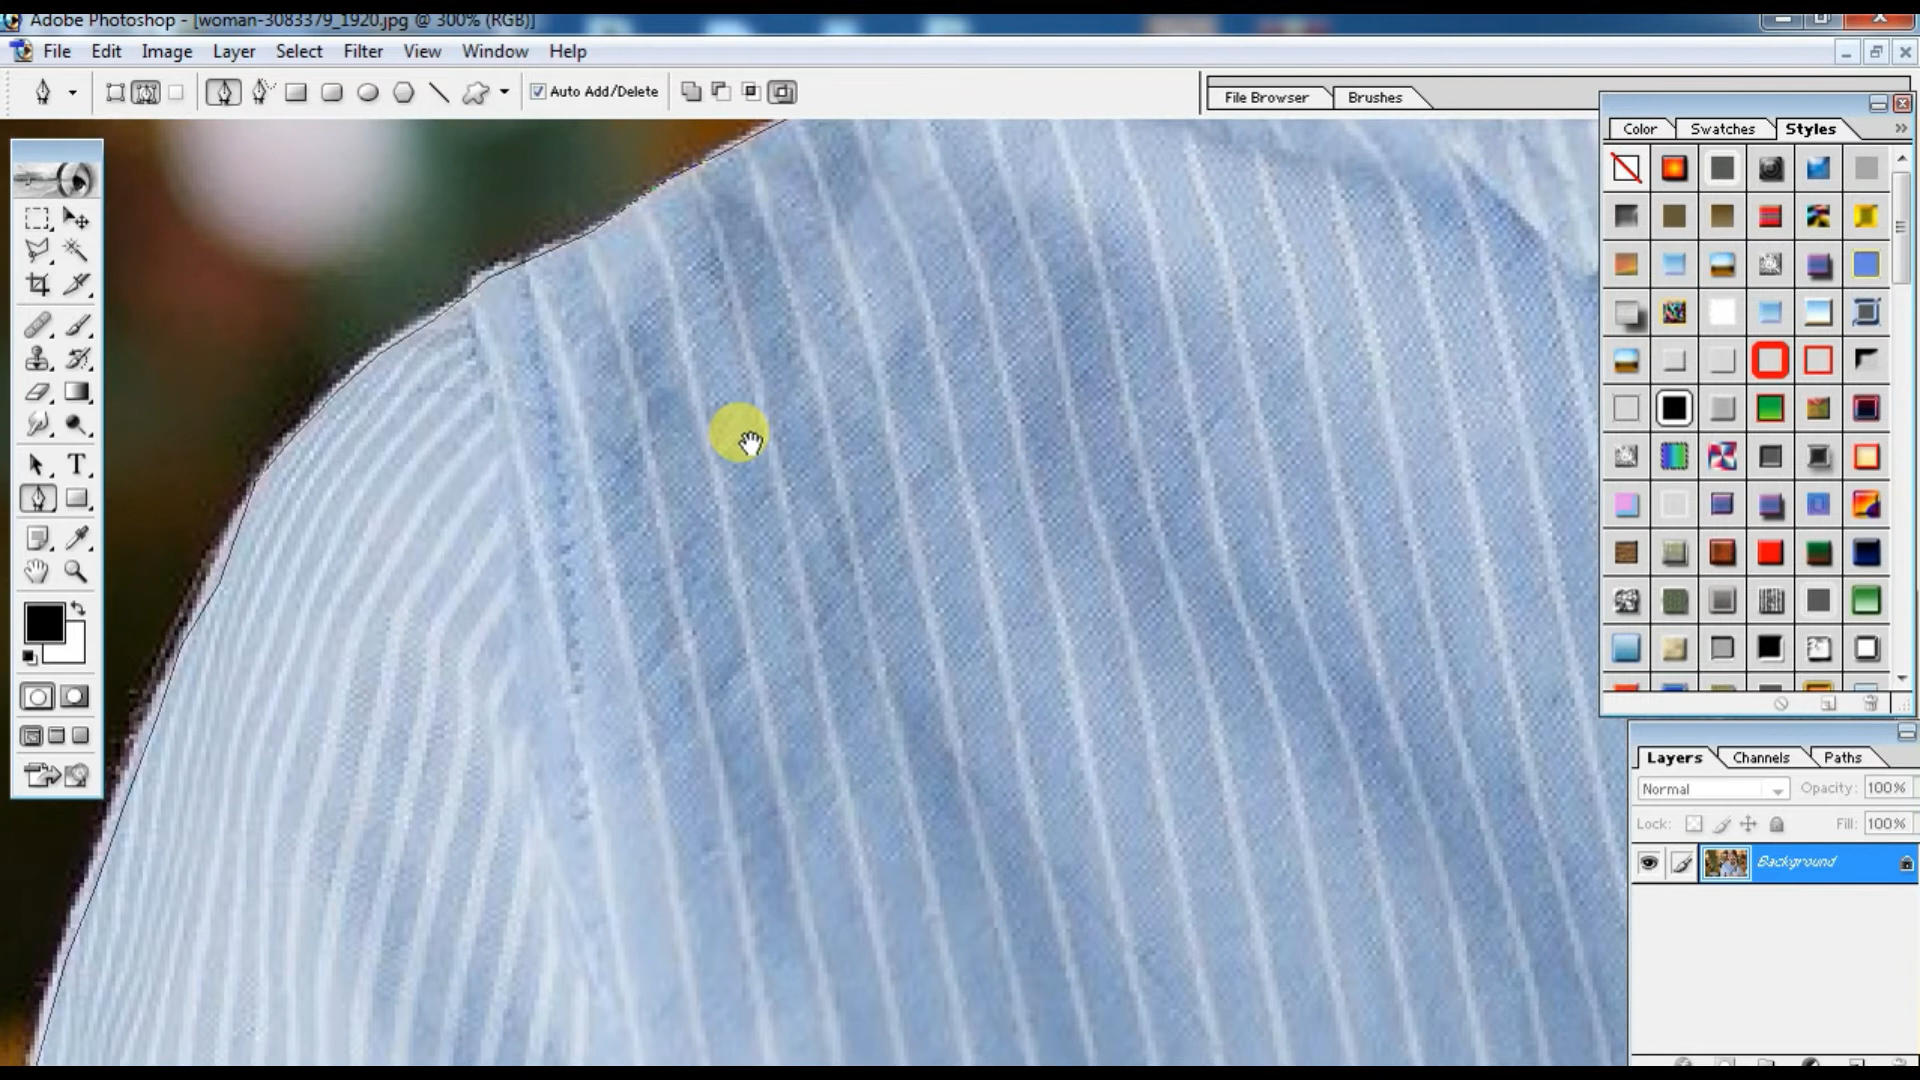 Adobe Photoshop - [woman-3083379_1920.jpg @ 300% (RGB)]
File Edit Image Layer Select Filter View Window Help
Auto Add/Delete
File Browser Brushes
Color Swatches Styles
T
Layers Channels Paths
Normal Opacity: 100%
Lock: Fill: 100%
Background